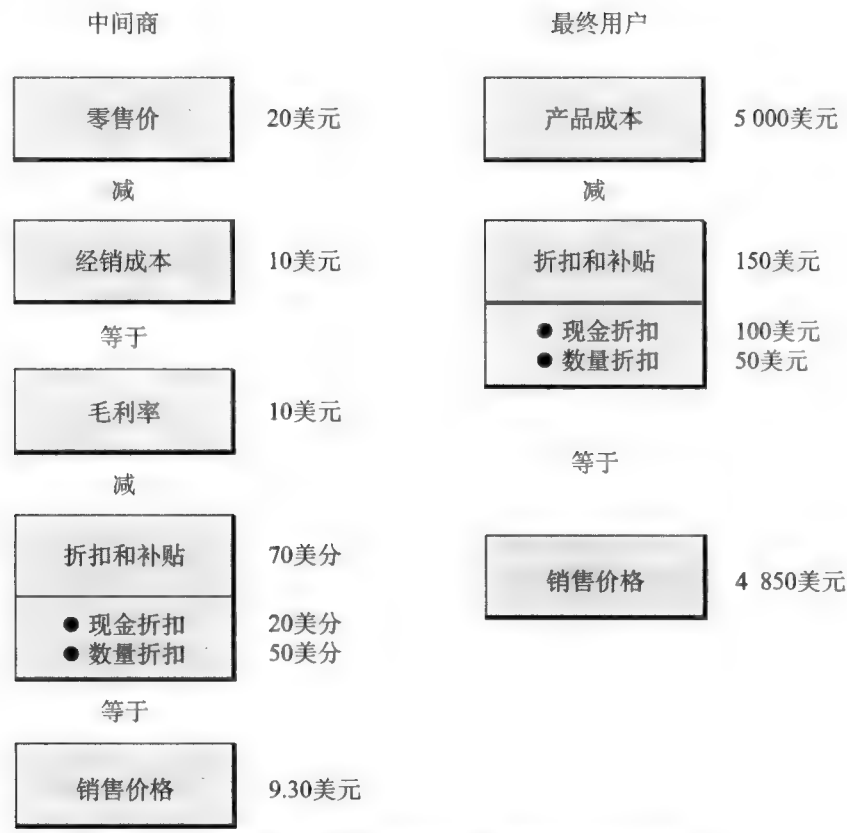 中间商
零售价 20美元
减
经销成本 10美元
等于
毛利率 10美元
减
折扣和补贴 70美分
●现金折扣 20美分
●数量折扣 50美分
等于
销售价格 9.30美元
最终用户
产品成本 5 000美元
减
折扣和补贴 150美元
●现金折扣 100美元
●数量折扣 50美元
等于
销售价格 4 850美元